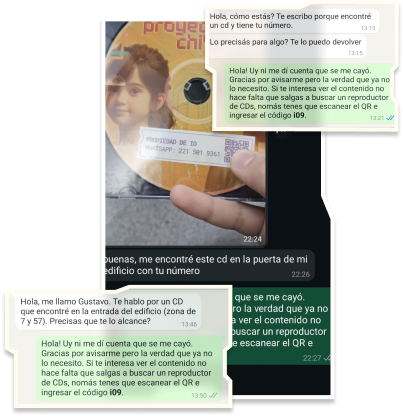 Hola, cómo estás? Te escribo porque encontré
un cd y tiene tu número.
13:15
Lo precisás para algo? Te lo puedo devolver
13:15
Hola! Uy ni me dí cuenta que se me cayó.
Gracias por avisarme pero la verdad que ya no
lo necesito. Si te interesa ver el contenido no
hace falta que salgas a buscar un reproductor
de CDs, nomás tenes que escanear el QR e
ingresar el código i09.
13:21
proyec
chi
PROPIEDAD DE IO
WHATSAPP: 221 501 9361
22:24
buenas, me encontré este cd en la puerta de mi
edificio con tu número
22:26
que se me cayó.
ro la verdad que ya no
a ver el contenido no
buscar un reproductor
e escanear el QR e
22:27
Hola, me llamo Gustavo. Te hablo por un CD
que encontré en la entrada del edificio (zona de
7 y 57). Precisas que te lo alcance?
13:46
Hola! Uy ni me dí cuenta que se me cayó.
Gracias por avisarme pero la verdad que ya no
lo necesito. Si te interesa ver el contenido no
hace falta que salgas a buscar un reproductor
de CDs, nomás tenes que escanear el QR e
ingresar el código i09.
13:50